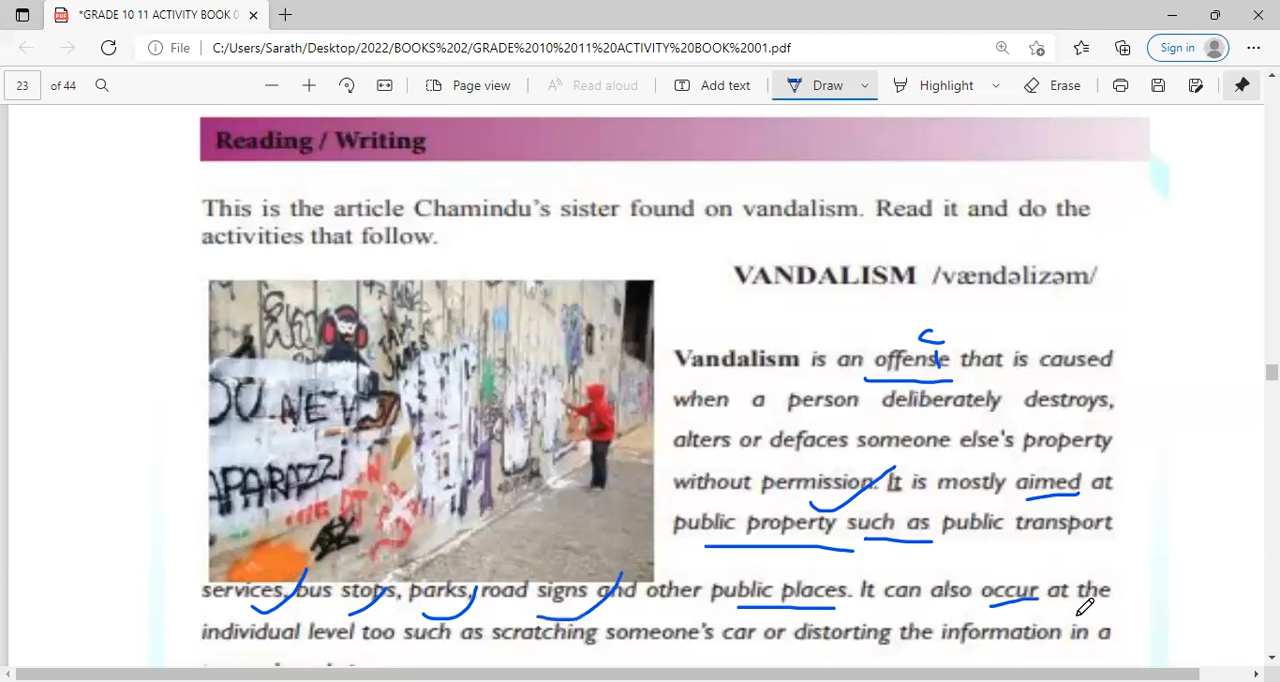 *GRADE 10 11 ACTIVITY BOOK 0
File C:/Users/Sarath/Desktop/2022/BOOKS%202/GRADE%2010%2011%20ACTIVITY%20BOOK%2001.pdf Sign in
23 of 44 Page view Read aloud Add text Draw Highlight Erase
Reading / Writing
This is the article Chamindu's sister found on vandalism. Read it and do the
activities that follow.
VANDALISM /vændəlizəm/
c
Vandalism is an offense that is caused
when a person deliberately destroys,
alters or defaces someone else's property
without permission. It is mostly aimed at
public property such as public transport
services, bus stops, parks, road signs and other public places. It can also occur at the
individual level too such as scratching someone's car or distorting the information in a
OU NEV
APARAZZI